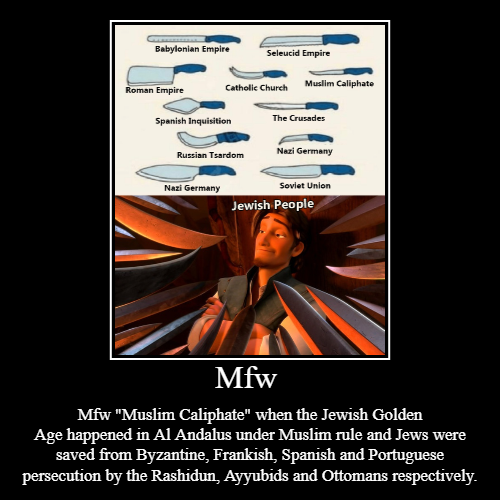 Babylonian Empire
Seleucid Empire
Roman Empire
Catholic Church
Muslim Caliphate
Spanish Inquisition
The Crusades
Russian Tsardom
Nazi Germany
Nazi Germany
Soviet Union
Jewish People
Mfw
Mfw "Muslim Caliphate" when the Jewish Golden
Age happened in Al Andalus under Muslim rule and Jews were
saved from Byzantine, Frankish, Spanish and Portuguese
persecution by the Rashidun, Ayyubids and Ottomans respectively.